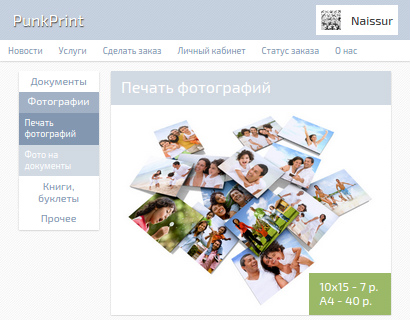 PunkPrint
Naissur
Новости Услуги Сделать заказ Личный кабинет Статус заказа О нас
Документы
Фотографии
Печать
фотографий
Фото на
документы
Книги,
буклеты
Прочее
Печать фотографий
10x15 - 7 р.
A4 - 40 р.